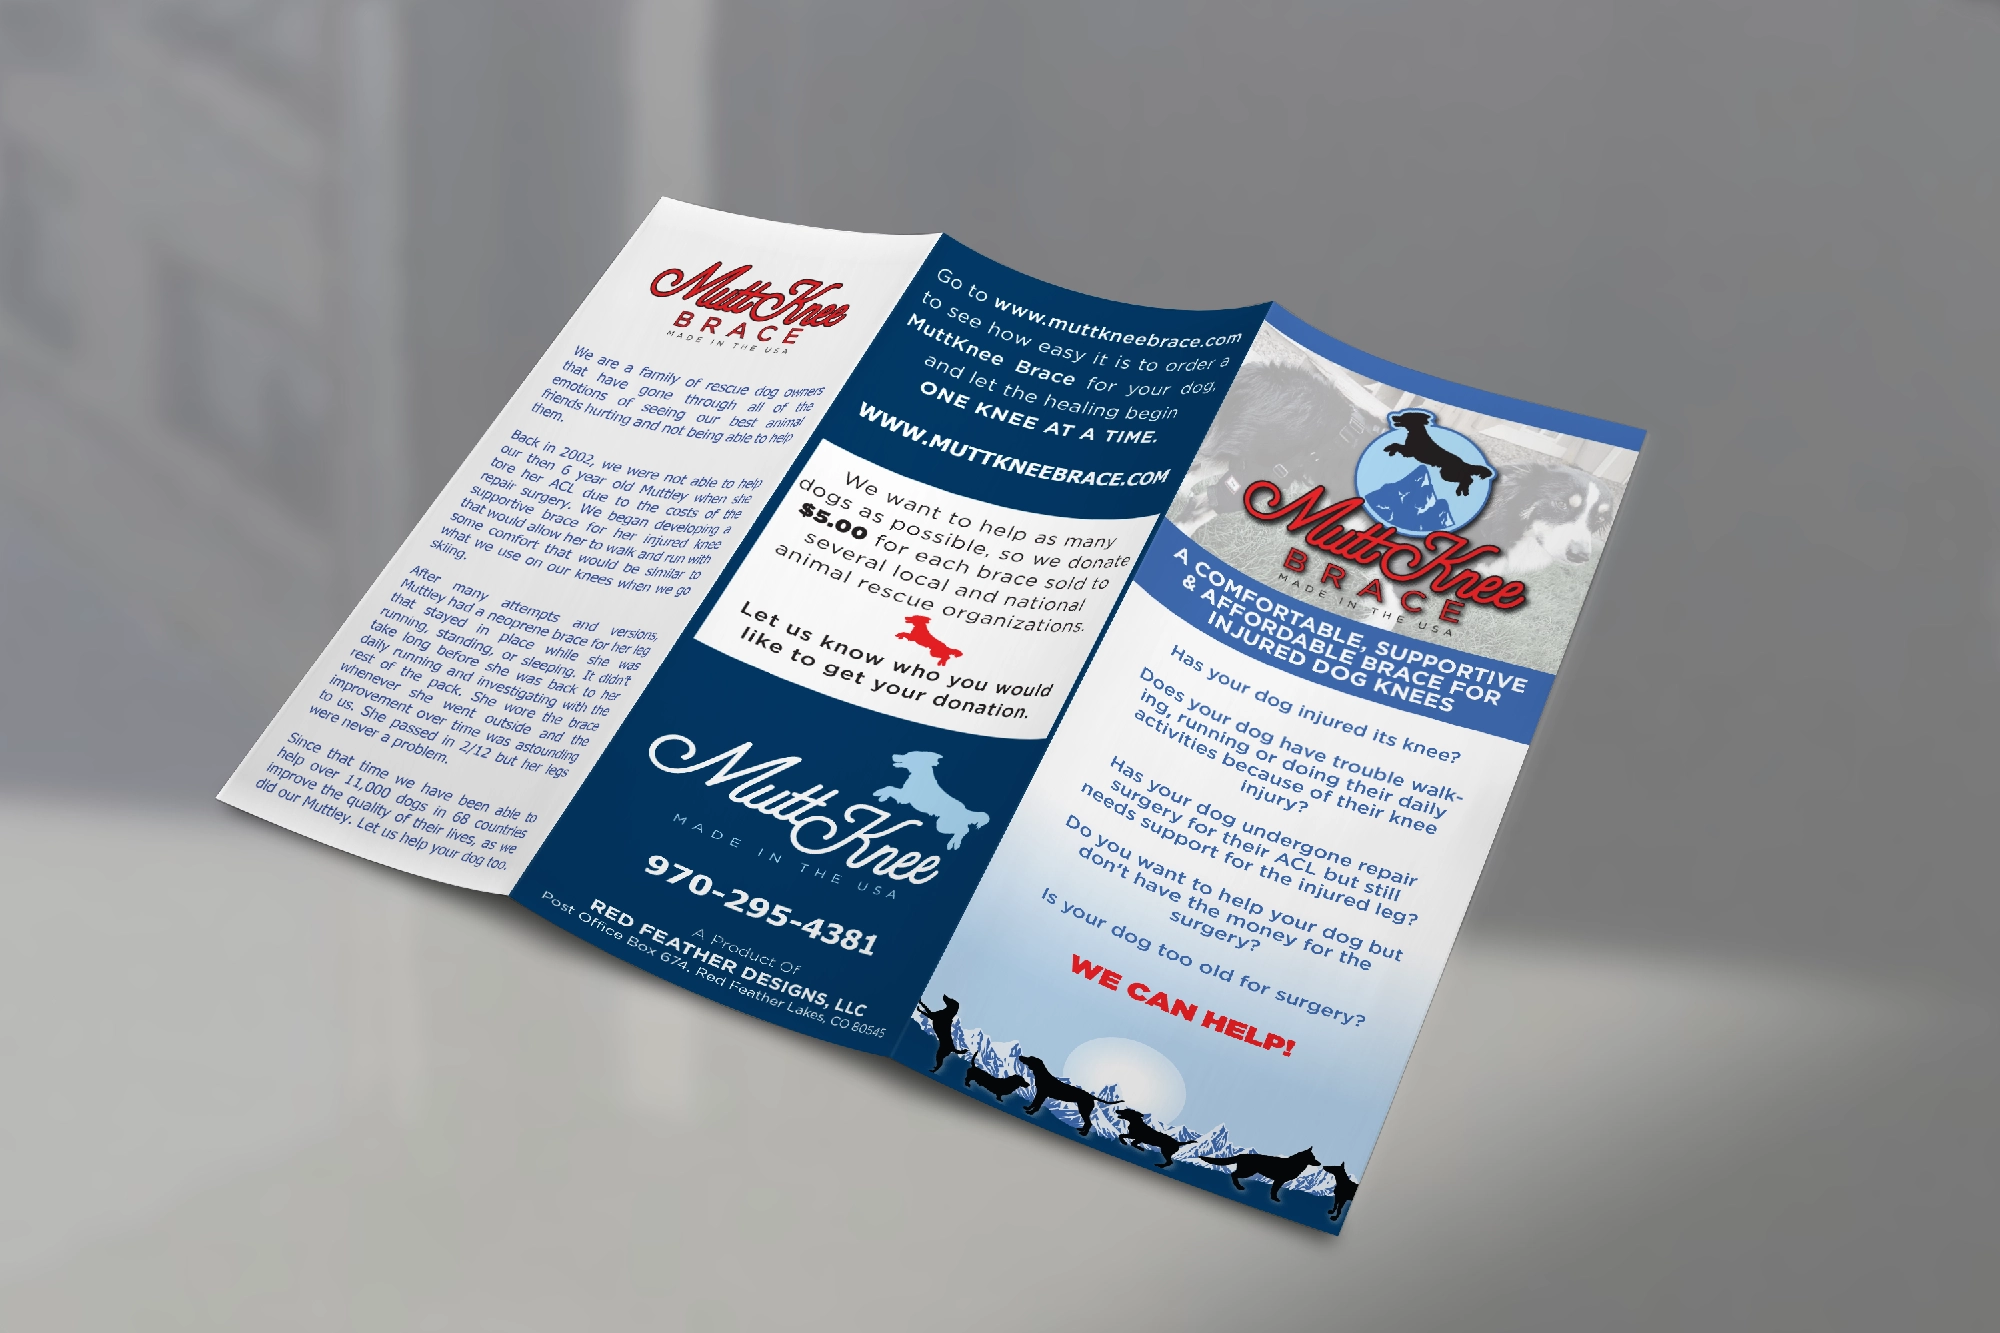 MuttKnee
BRACE
MADE IN THE USA
We are a family of rescue dog owners
that have gone through all of the
emotions of seeing our best animal
friends hurting and not being able to help
them.
Back in 2002, we were not able to help
our then 6 year old Muttley when she
tore her ACL due to the costs of the
repair surgery. We began developing a
supportive brace for her injured knee
that would allow her to walk and run with
some comfort that would be similar to
what we use on our knees when we go
skiing.
After many attempts and versions,
Muttley had a neoprene brace for her leg
that stayed in place while she was
running, standing, or sleeping. It didn't
take long before she was back to her
daily running and investigating with the
rest of the pack. She wore the brace
whenever she went outside and the
improvement over time was astounding
to us. She passed in 2/12 but her legs
were never a problem.
Since that time we have been able to
help over 11,000 dogs in 68 countries
improve the quality of their lives, as we
did our Muttley. Let us help your dog too.
Go to www.muttkneebrace.com
to see how easy it is to order a
MuttKnee Brace for your dog,
and let the healing begin
ONE KNEE AT A TIME.
WWW.MUTTKNEEBRACE.COM
We want to help as many
dogs as possible, so we donate
$5.00 for each brace sold to
several local and national
animal rescue organizations.
Let us know who you would
like to get your donation.
MuttKnee
MADE IN THE USA
970-295-4381
A Product Of
RED FEATHER DESIGNS, LLC
Post Office Box 674, Red Feather Lakes, CO 80545
MuttKnee
BRACE
MADE IN THE USA
A COMFORTABLE, SUPPORTIVE
& AFFORDABLE BRACE FOR
INJURED DOG KNEES
Has your dog injured its knee?
Does your dog have trouble walk-
ing, running or doing their daily
activities because of their knee
injury?
Has your dog undergone repair
surgery for their ACL but still
needs support for the injured leg?
Do you want to help your dog but
don't have the money for the
surgery?
Is your dog too old for surgery?
WE CAN HELP!